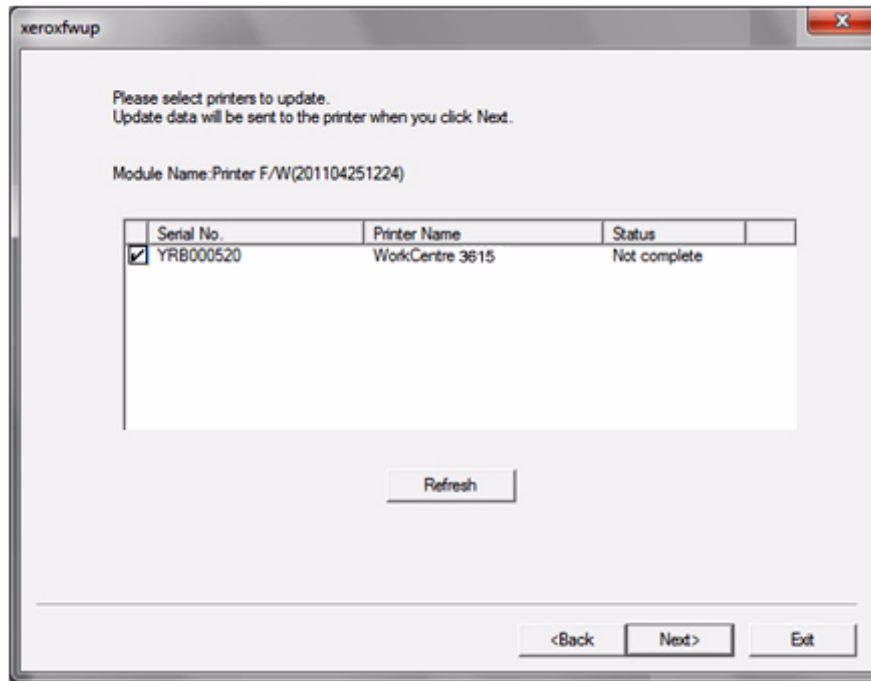 xeroxfwup
Please select printers to update.
Update data will be sent to the printer when you click Next.
Module Name:Printer F/W(201104251224)
Serial No. Printer Name Status
YRB000520 WorkCentre 3615 Not complete
Refresh
<Back Next> Exit